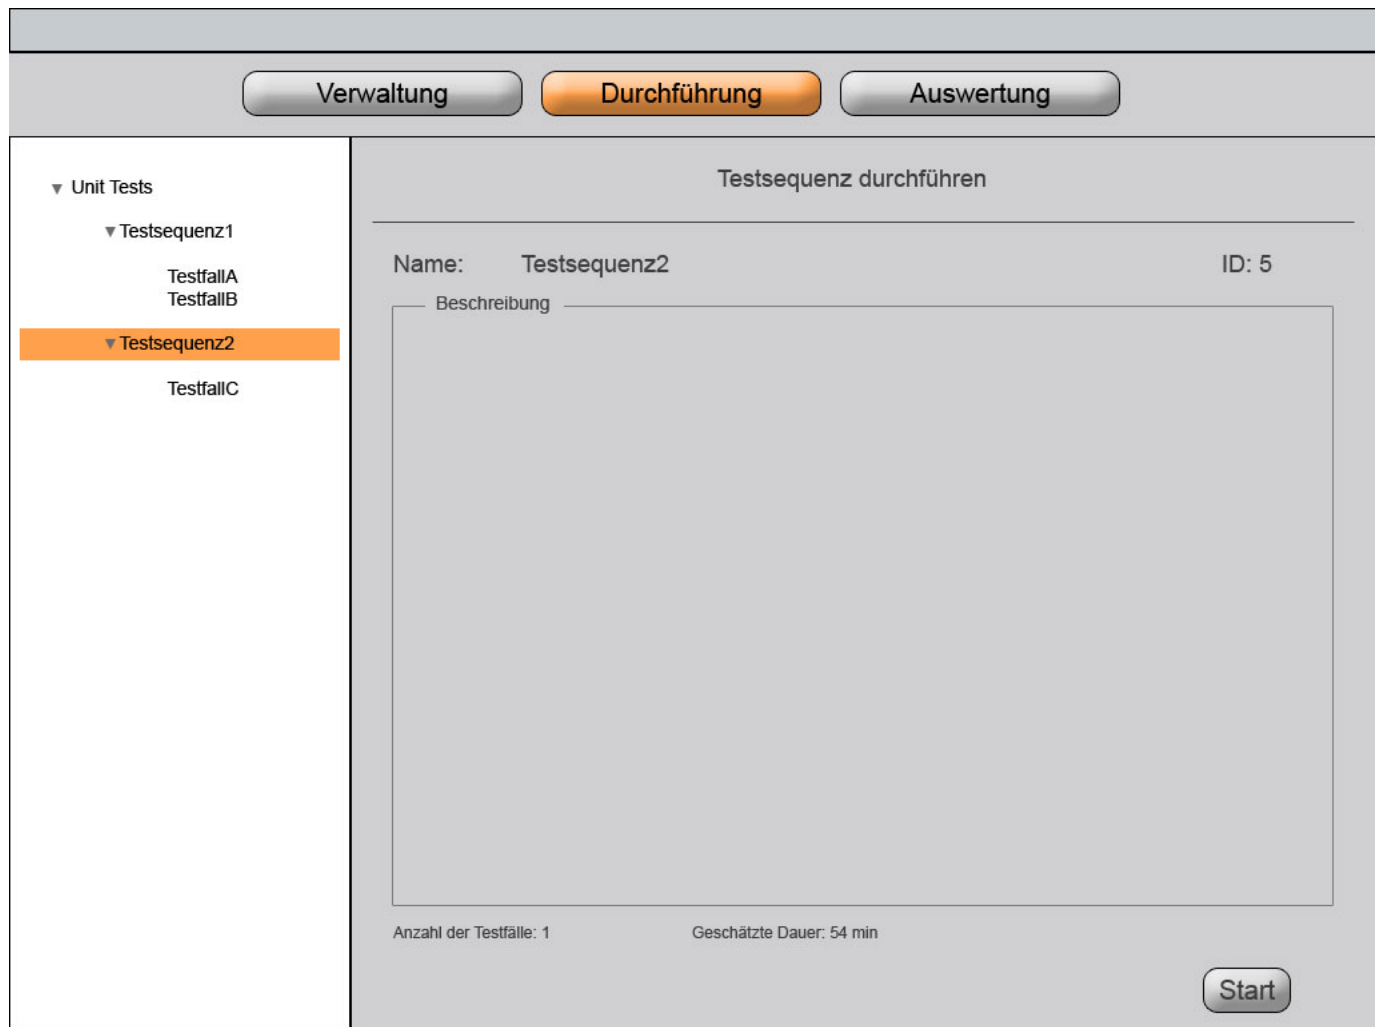 Verwaltung Durchführung Auswertung
Unit Tests
Testsequenz1
TestfallA
TestfallB
Testsequenz2
TestfallC
Testsequenz durchführen
Name: Testsequenz2 ID: 5
Beschreibung
Anzahl der Testfälle: 1 Geschätzte Dauer: 54 min
Start